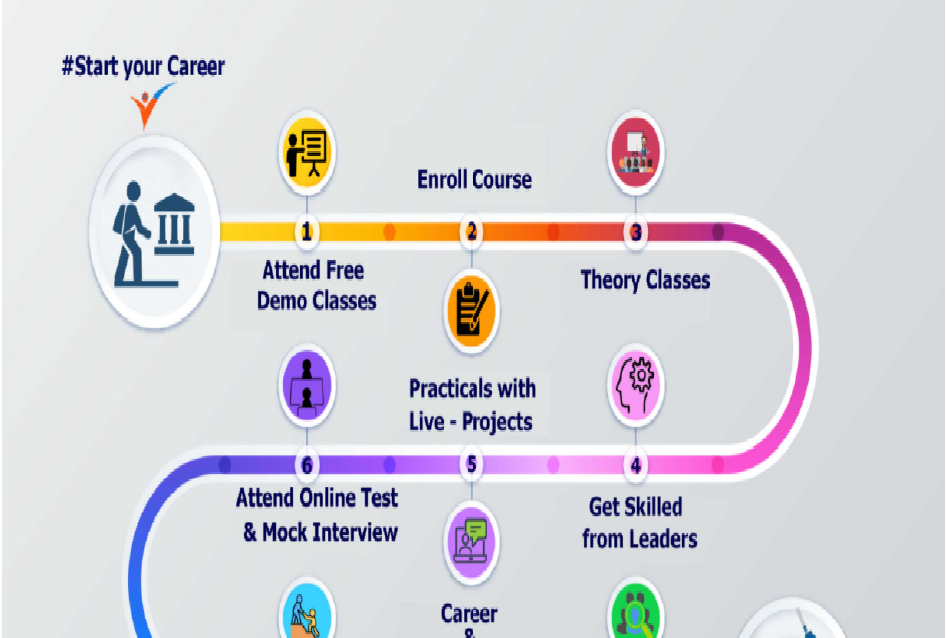 #Start your Career
Enroll Course
1
2
3
Attend Free
Demo Classes
Theory Classes
Practicals with
Live - Projects
6
5
4
Attend Online Test
& Mock Interview
Get Skilled
from Leaders
Career
&